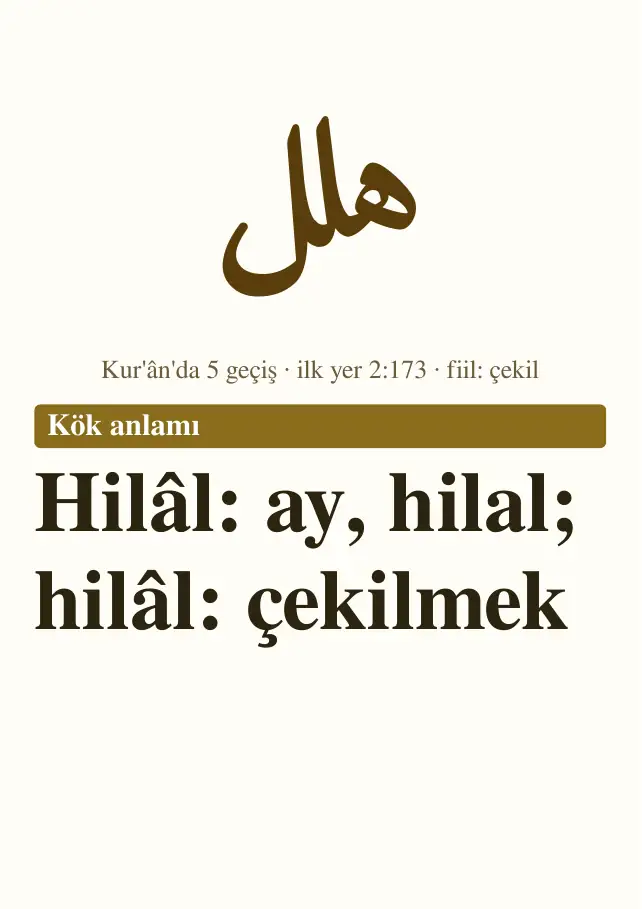 هلل
Kur'ân'da 5 geçiş · ilk yer 2:173 · fiil: çekil
Kök anlamı
Hilâl: ay, hilal;
hilâl: çekilmek